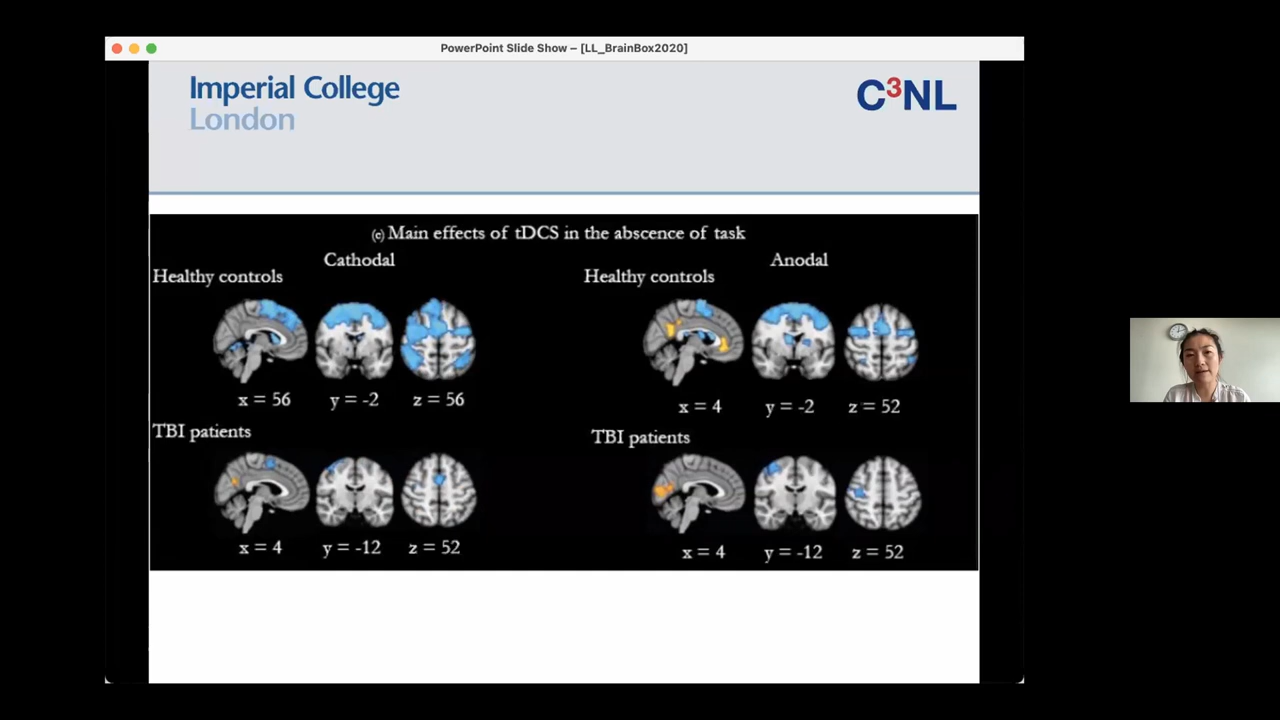 PowerPoint Slide Show – [LL_BrainBox2020]
Imperial College
London
C³NL
(c) Main effects of tDCS in the abscence of task
Cathodal
Anodal
Healthy controls
Healthy controls
x = 56
y = -2
z = 56
x = 4
y = -2
z = 52
TBI patients
TBI patients
x = 4
y = -12
z = 52
x = 4
y = -12
z = 52